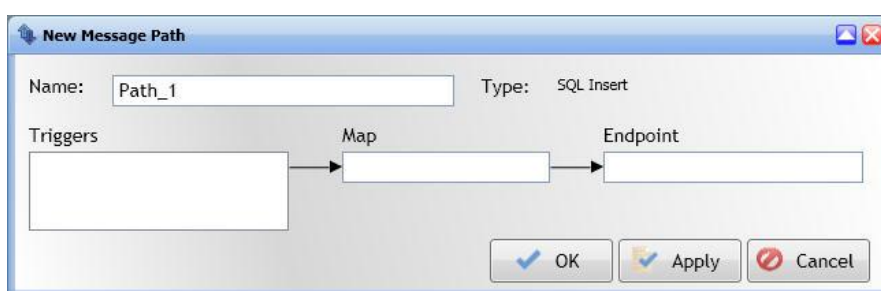 New Message Path
Name: Path_1 Type: SQL Insert
Triggers Map Endpoint
OK Apply Cancel